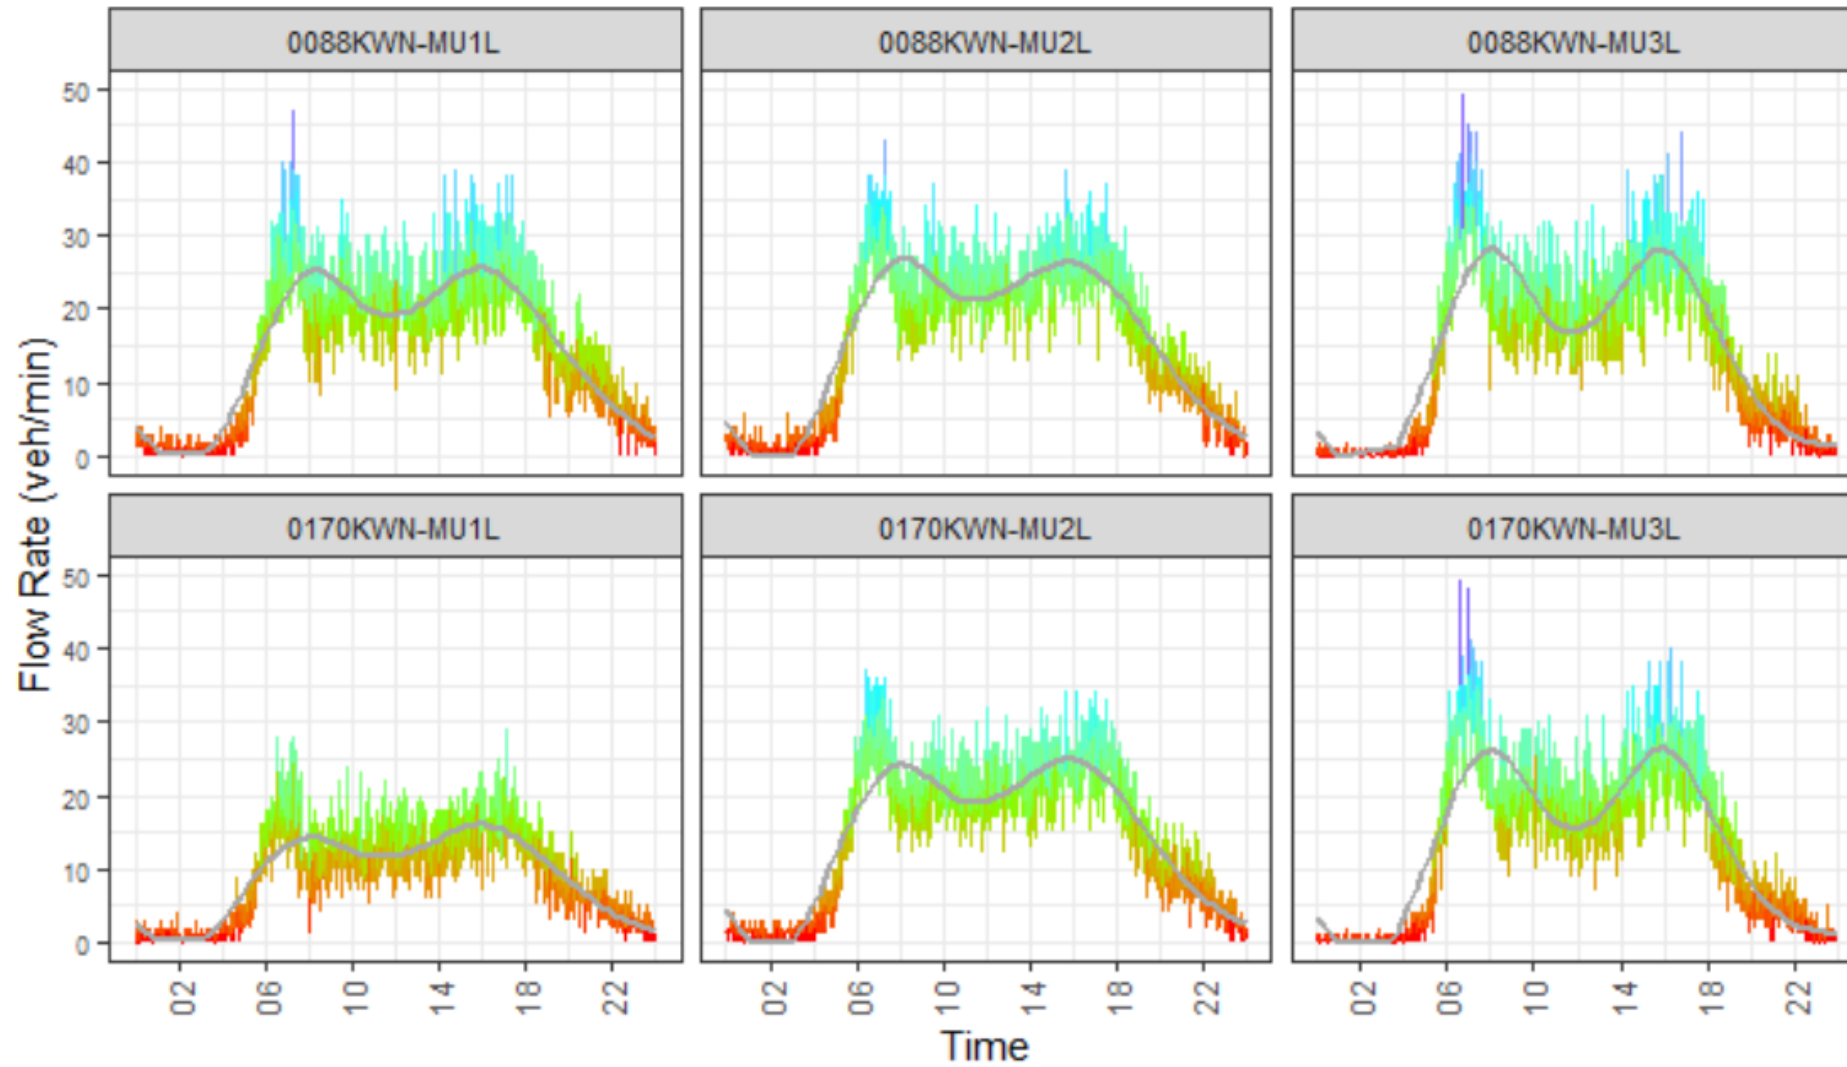 0088KWN-MU1L 0088KWN-MU2L 0088KWN-MU3L
50
40
30
20
10
0
Flow Rate (veh/min)
0170KWN-MU1L 0170KWN-MU2L 0170KWN-MU3L
50
40
30
20
10
0
02 06 10 14 18 22 02 06 10 14 18 22 02 06 10 14 18 22
Time